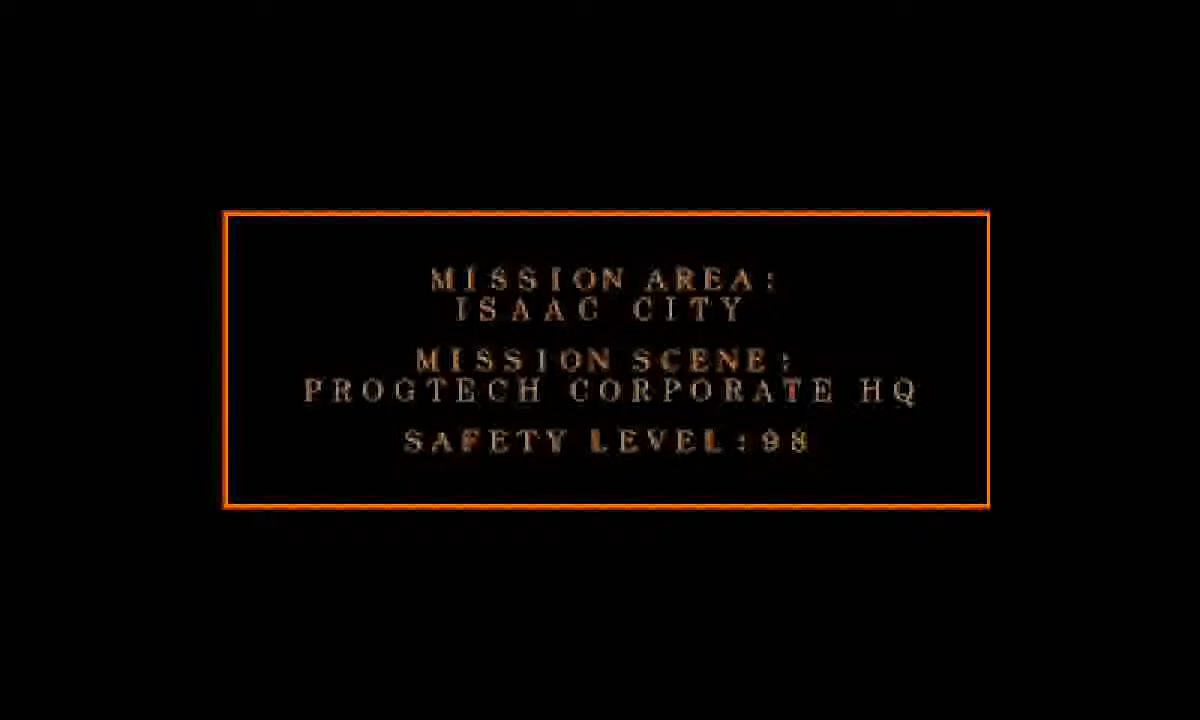 MISSION AREA:
ISAAC CITY
MISSION SCENE:
PROGTECH CORPORATE HQ
SAFETY LEVEL:98